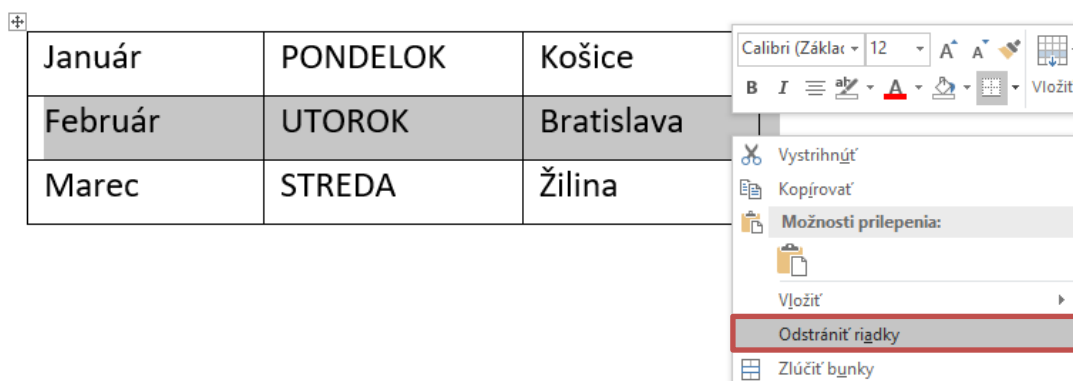 Január PONDELOK Košice
Február UTOROK Bratislava
Marec STREDA Žilina
Calibri (Základ 12 A A
B I ab A Vložiť
Vystrihnúť
Kopírovať
Možnosti prilepenia:
Vložiť
Odstrániť riadky
Zlúčiť bunky